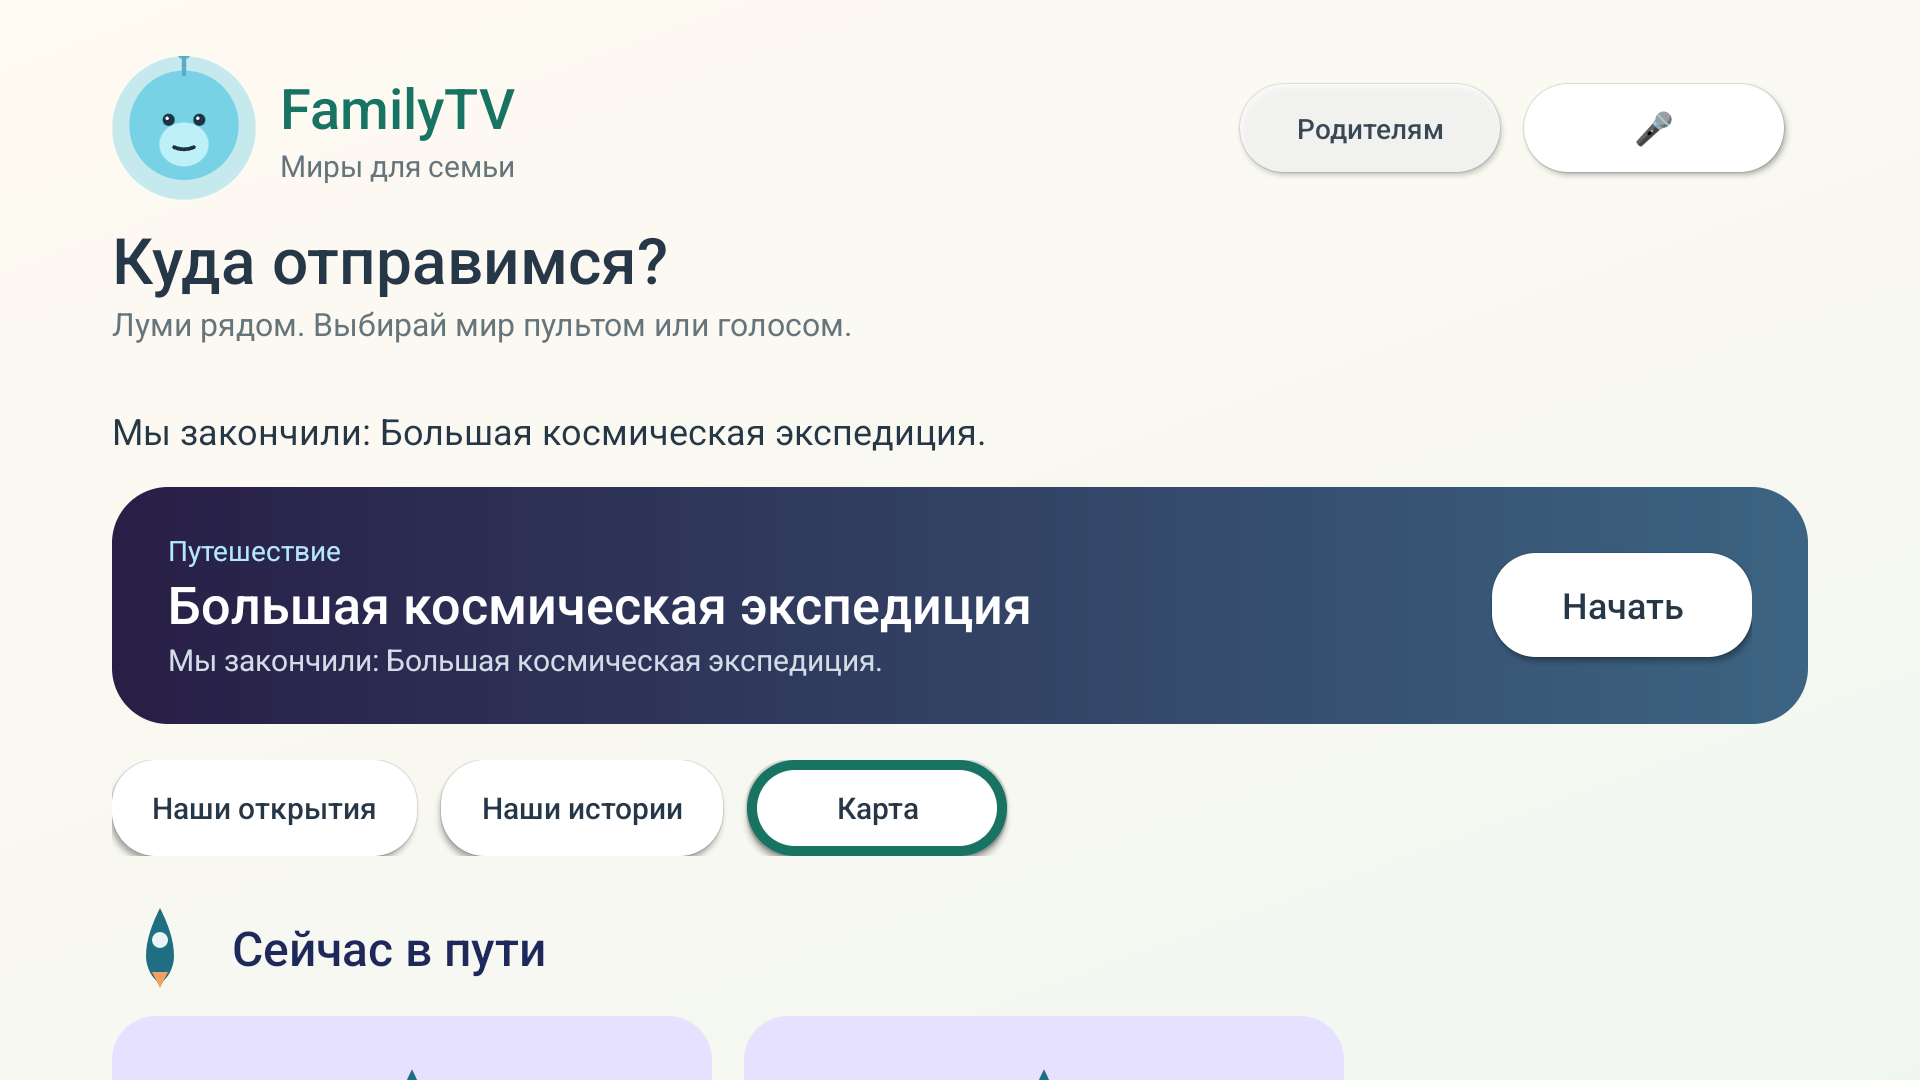 FamilyTV
Миры для семьи
Родителям
Куда отправимся?
Луми рядом. Выбирай мир пультом или голосом.
Мы закончили: Большая космическая экспедиция.
Путешествие
Большая космическая экспедиция
Мы закончили: Большая космическая экспедиция.
Начать
Наши открытия
Наши истории
Карта
Сейчас в пути